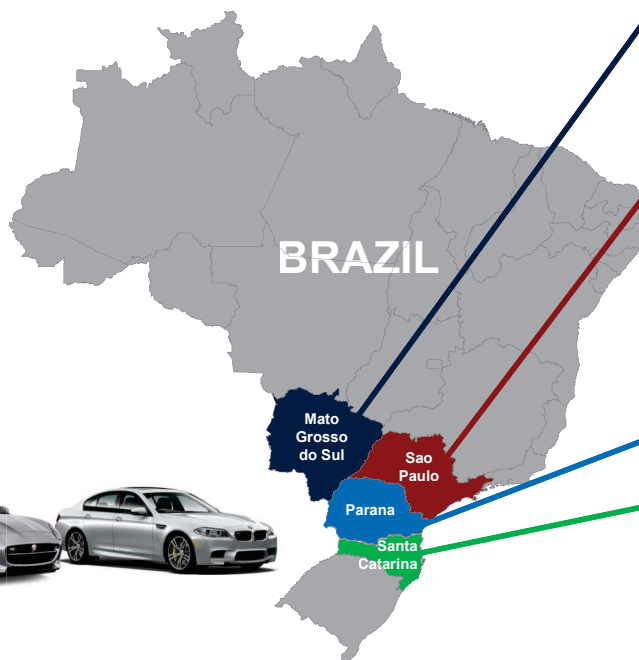 BRAZIL
Mato
Grosso
do Sul
Sao
Paulo
Parana
Santa
Catarina